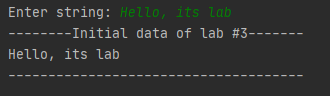 Enter string: Hello, its lab
--------Initial data of lab #3-------
Hello, its lab
-------------------------------------